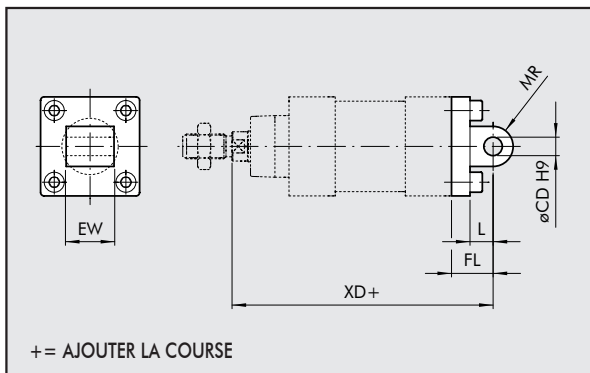 MR
øCD H9
EW
L
FL
XD+
+= AJOUTER LA COURSE